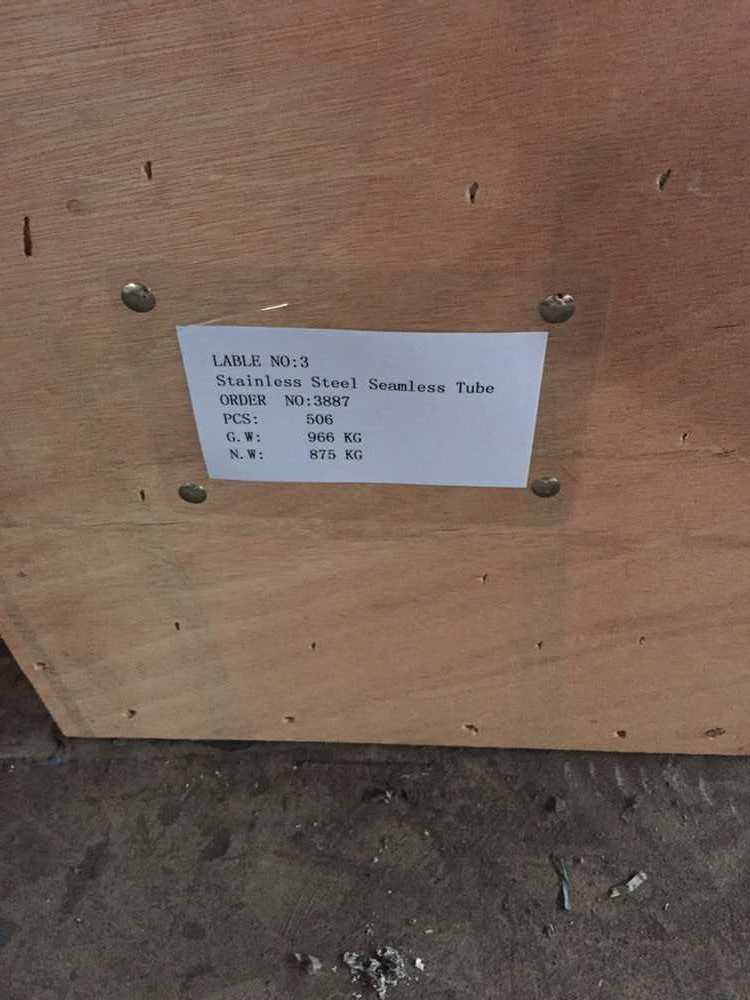 LABLE NO:3
Stainless Steel Seamless Tube
ORDER NO:3887
PCS: 506
G.W: 966 KG
N.W: 875 KG